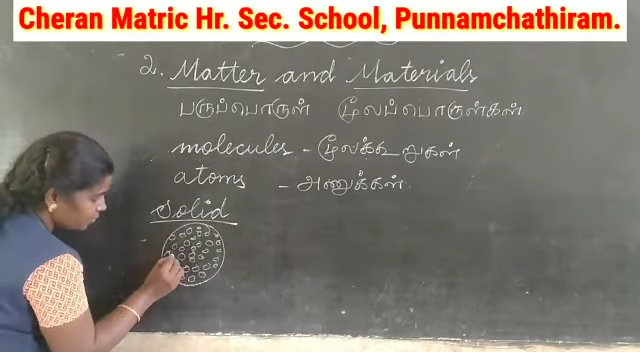 Cheran Matric Hr. Sec. School, Punnamchathiram.
2. Matter and Materials
பருப்பொருள் மூலப்பொருள்கள்
molecules - மூலக்கூறுகள்
atoms - அணுக்கள்
solid